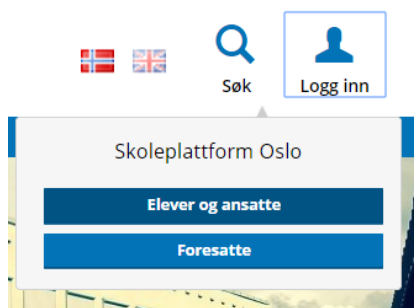 Søk
Logg inn
Skoleplattform Oslo
Elever og ansatte
Foresatte